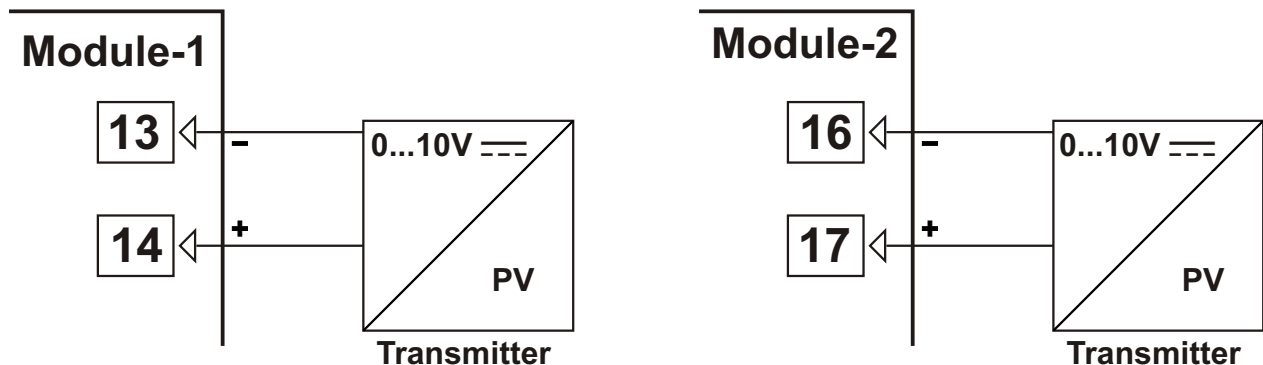 Module-1
13
-
0...10V
14
+
PV
Transmitter
Module-2
16
-
0...10V
17
+
PV
Transmitter